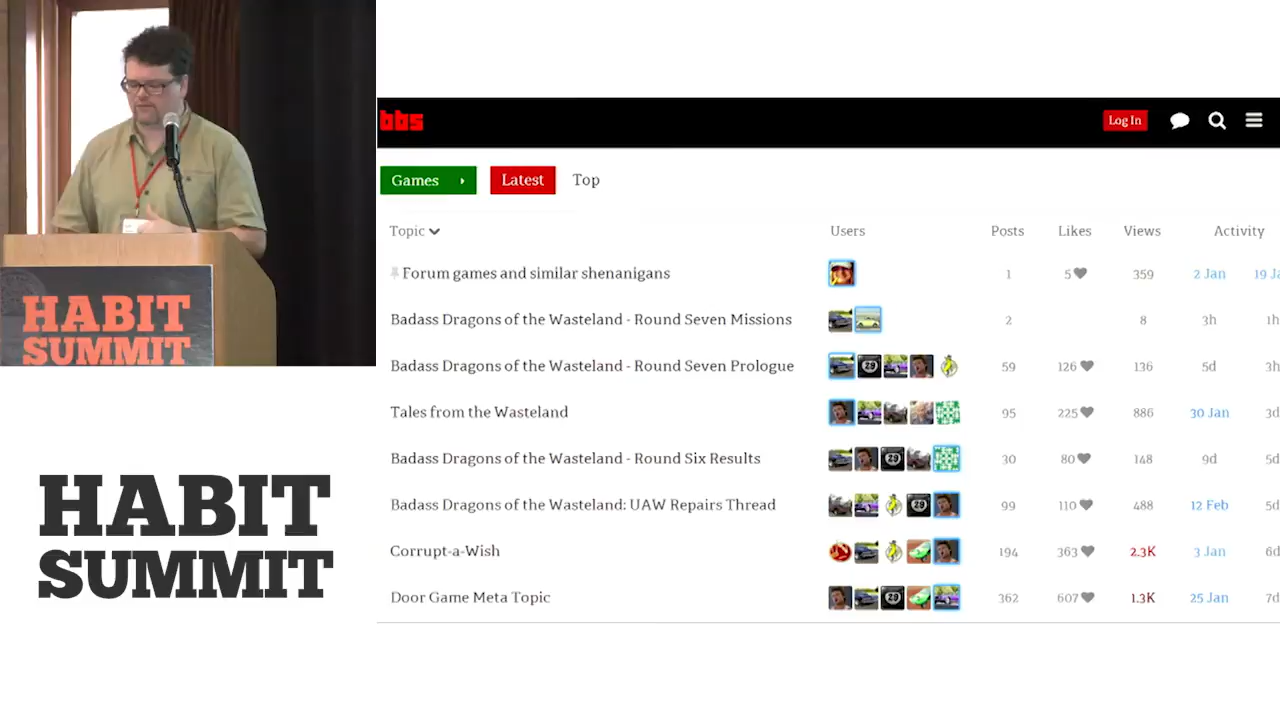 HABIT
SUMMIT
HABIT
SUMMIT
bbs
Log In
Games
Latest
Top
Topic Users Posts Likes Views Activity
Forum games and similar shenanigans 1 5 359 2 Jan
Badass Dragons of the Wasteland - Round Seven Missions 2 8 3h
Badass Dragons of the Wasteland - Round Seven Prologue 59 126 136 5d 3h
Tales from the Wasteland 95 225 886 30 Jan 3d
Badass Dragons of the Wasteland - Round Six Results 30 80 148 9d 5d
Badass Dragons of the Wasteland: UAW Repairs Thread 99 110 488 12 Feb 5d
Corrupt-a-Wish 194 363 2.3K 3 Jan 6d
Door Game Meta Topic 362 607 1.3K 25 Jan 7d